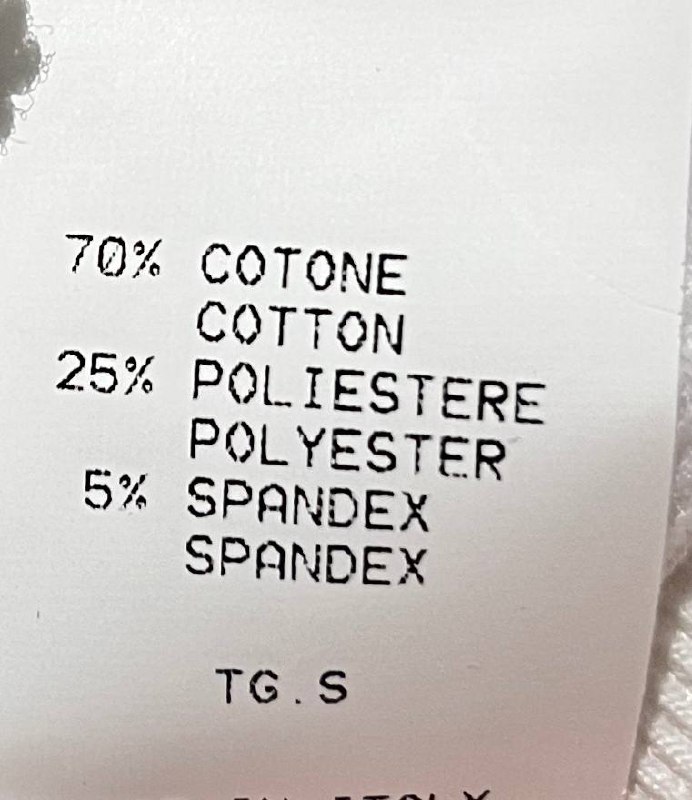 70% COTONE
COTTON
25% POLIESTERE
POLYESTER
5% SPANDEX
SPANDEX
TG.S